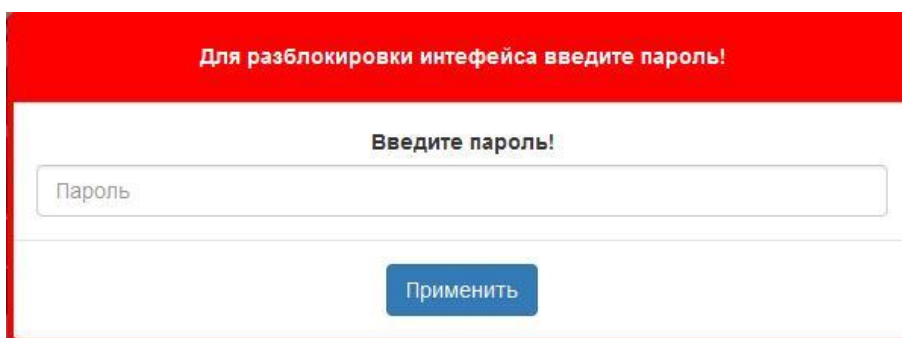 Для разблокировки интефейса введите пароль!
Введите пароль!
Пароль
Применить